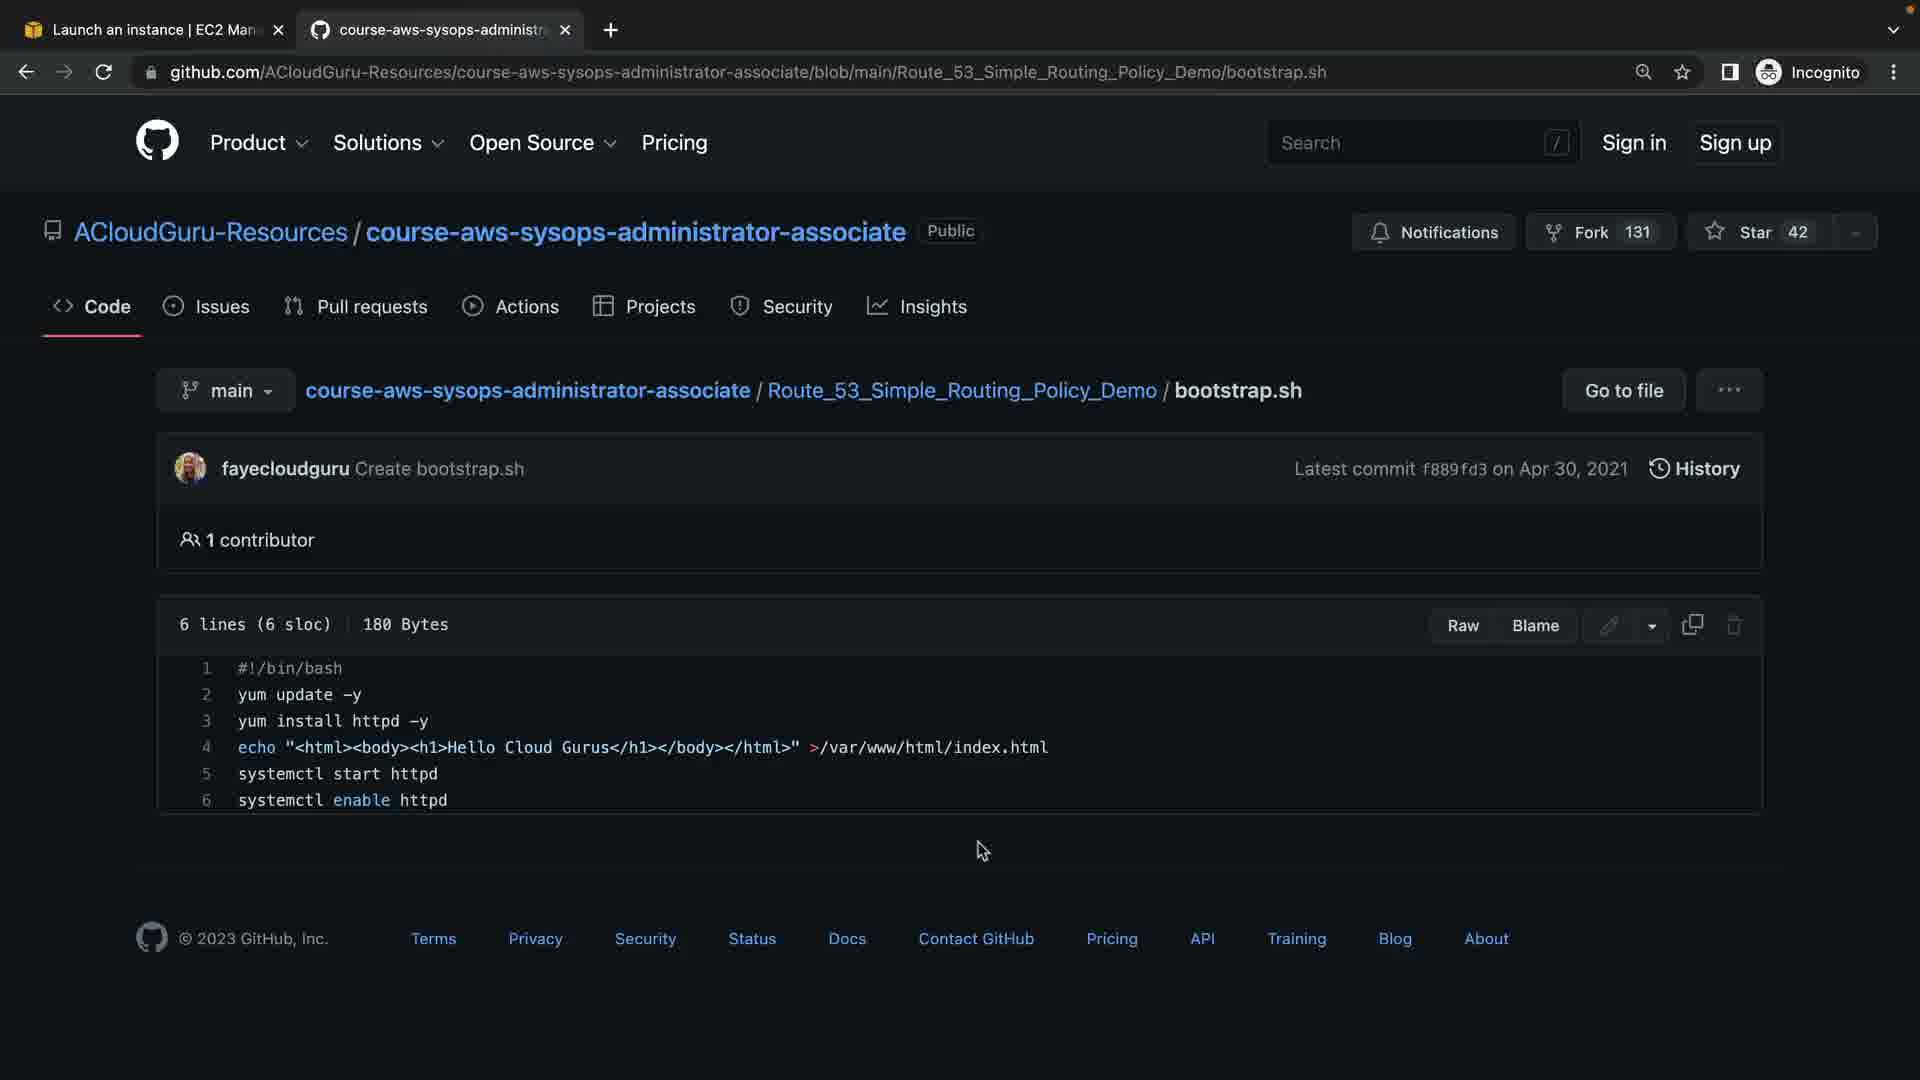 Launch an instance | EC2 Man
course-aws-sysops-administr
github.com/ACloudGuru-Resources/course-aws-sysops-administrator-associate/blob/main/Route_53_Simple_Routing_Policy_Demo/bootstrap.sh
Incognito
Product Solutions Open Source Pricing Search / Sign in Sign up
ACloudGuru-Resources / course-aws-sysops-administrator-associate Public Notifications Fork 131 Star 42
Code Issues Pull requests Actions Projects Security Insights
main course-aws-sysops-administrator-associate / Route_53_Simple_Routing_Policy_Demo / bootstrap.sh Go to file ...
fayecloudguru Create bootstrap.sh Latest commit f889fd3 on Apr 30, 2021 History
1 contributor
6 lines (6 sloc) 180 Bytes Raw Blame
1 #!/bin/bash
2 yum update -y
3 yum install httpd -y
4 echo "<html><body><h1>Hello Cloud Gurus</h1></body></html>" >/var/www/html/index.html
5 systemctl start httpd
6 systemctl enable httpd
© 2023 GitHub, Inc. Terms Privacy Security Status Docs Contact GitHub Pricing API Training Blog About